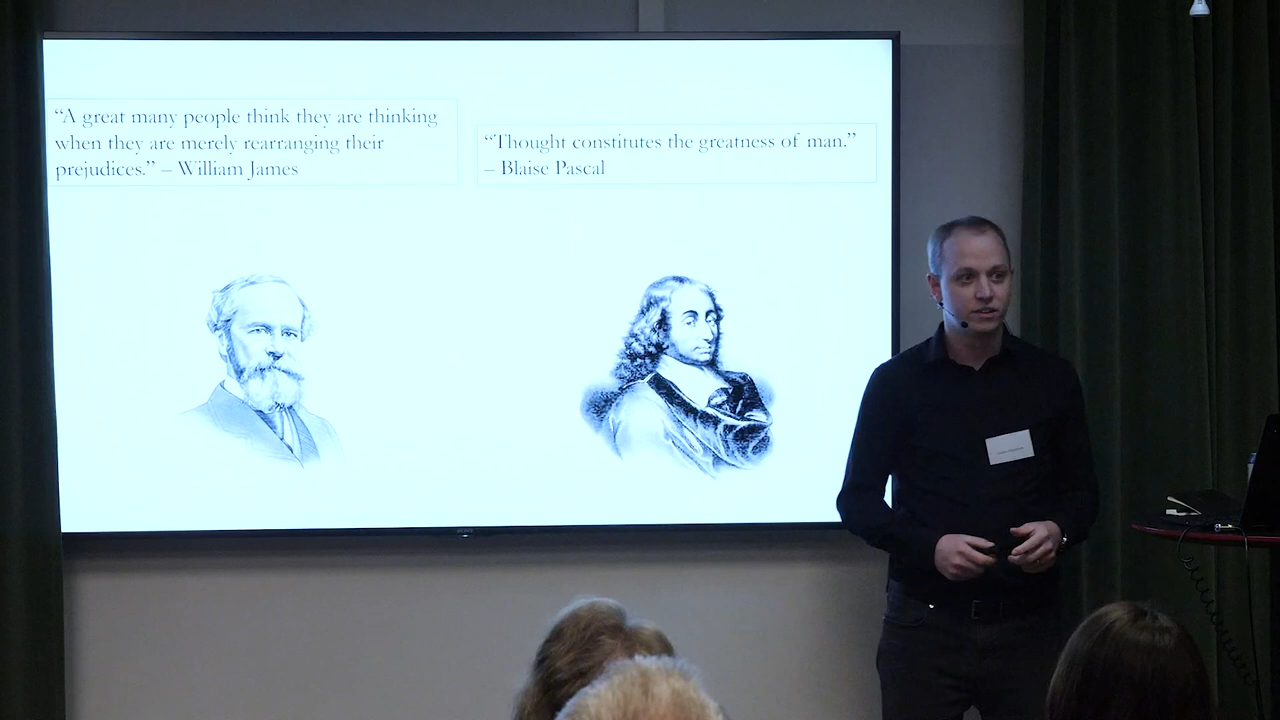 “A great many people think they are thinking
when they are merely rearranging their
prejudices.” – William James
“Thought constitutes the greatness of man.”
– Blaise Pascal